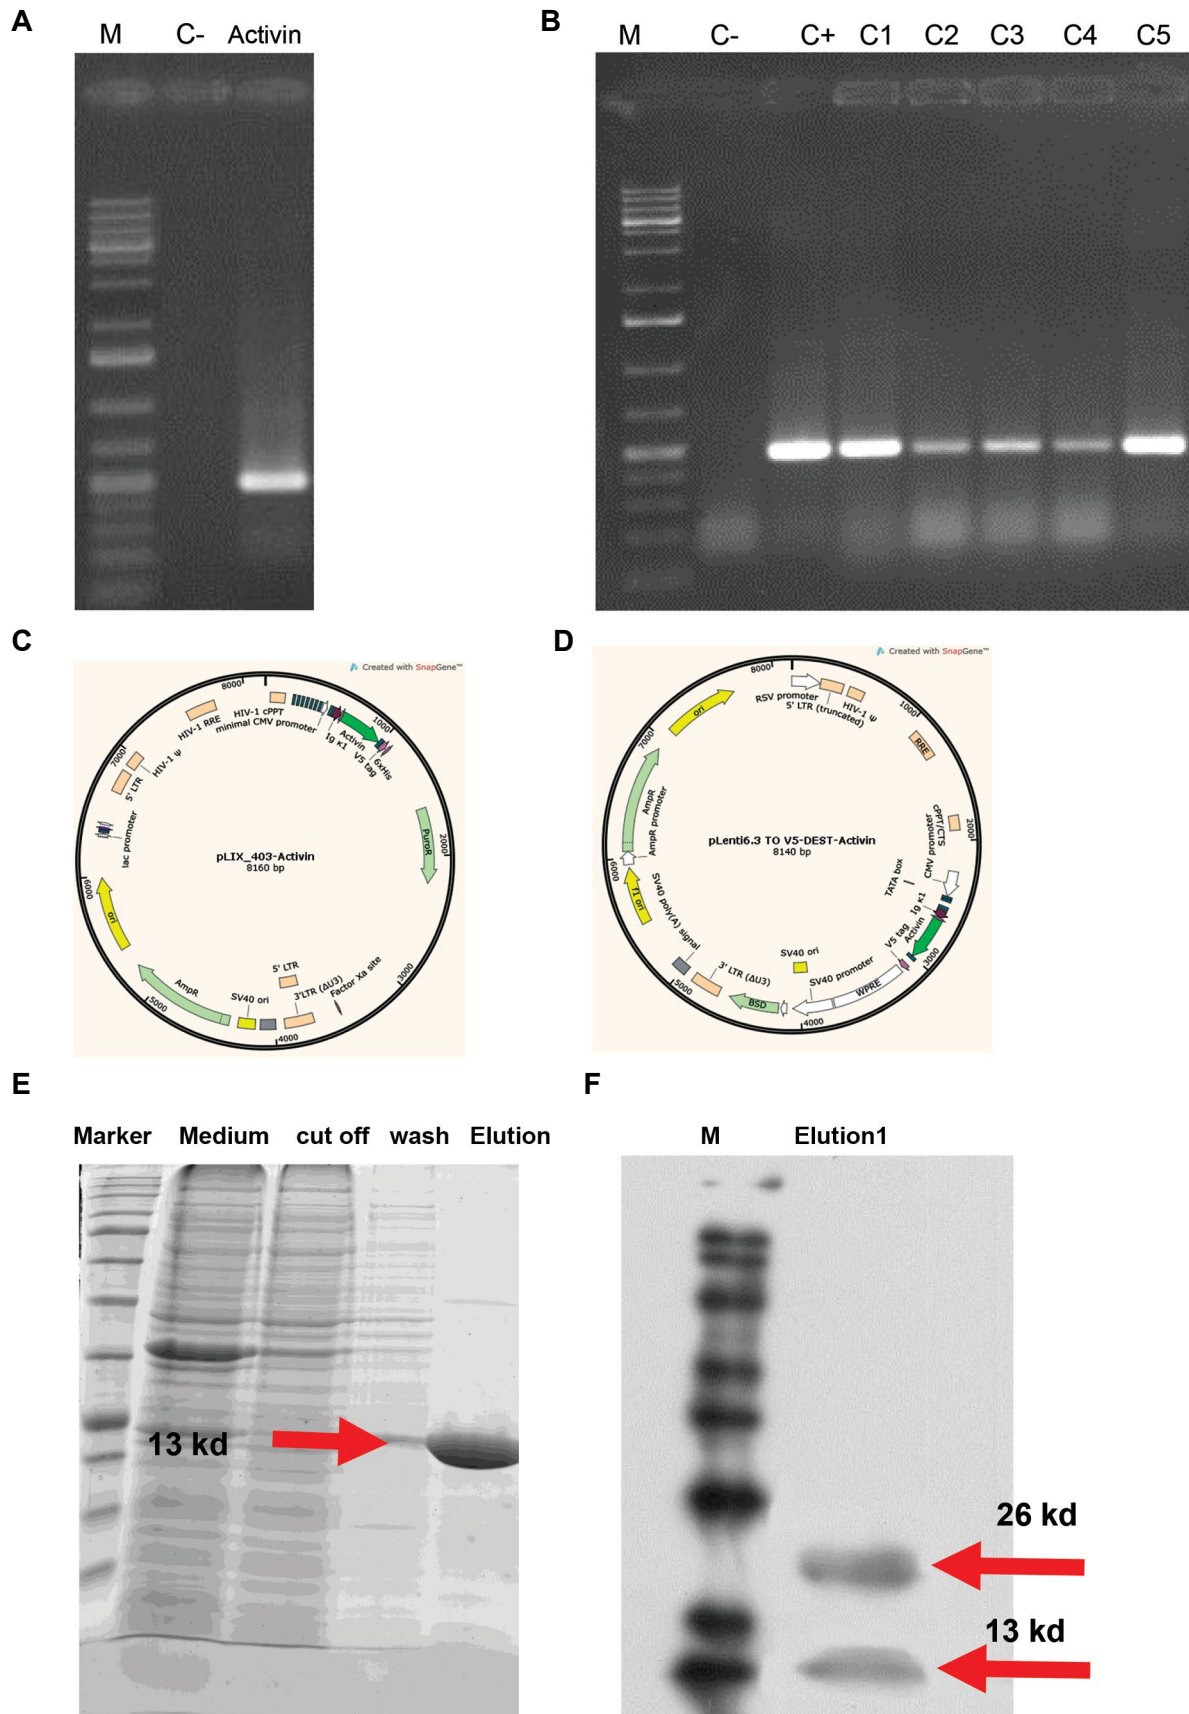 A
M C- Activin
B
M C- C+ C1 C2 C3 C4 C5
C
Created with SnapGene™
8000
HIV-1 RRE
HIV-1 cPPT
minimal CMV promoter
Ig κ1
Activin
V5 tag
6xHis
1000
7000
HIV-1 ψ
5' LTR
lac promoter
PuroR
2000
pLIX_403-Activin
8160 bp
6000
ori
AmpR
5000
SV40 ori
5' LTR
3'LTR (ΔU3)
Factor Xa site
3000
4000
D
Created with SnapGene™
8000
RSV promoter
5' LTR (truncated)
HIV-1 ψ
1000
RRE
ori
7000
AmpR
AmpR promoter
cPPT/CTS
2000
CMV promoter
pLenti6.3 TO V5-DEST-Activin
8140 bp
TATA box
Ig κ1
Activin
V5 tag
3000
6000
f1 ori
SV40 poly(A) signal
SV40 ori
SV40 promoter
WPRE
3' LTR (ΔU3)
BSD
5000
4000
E
Marker Medium cut off wash Elution
13 kd
F
M Elution1
26 kd
13 kd